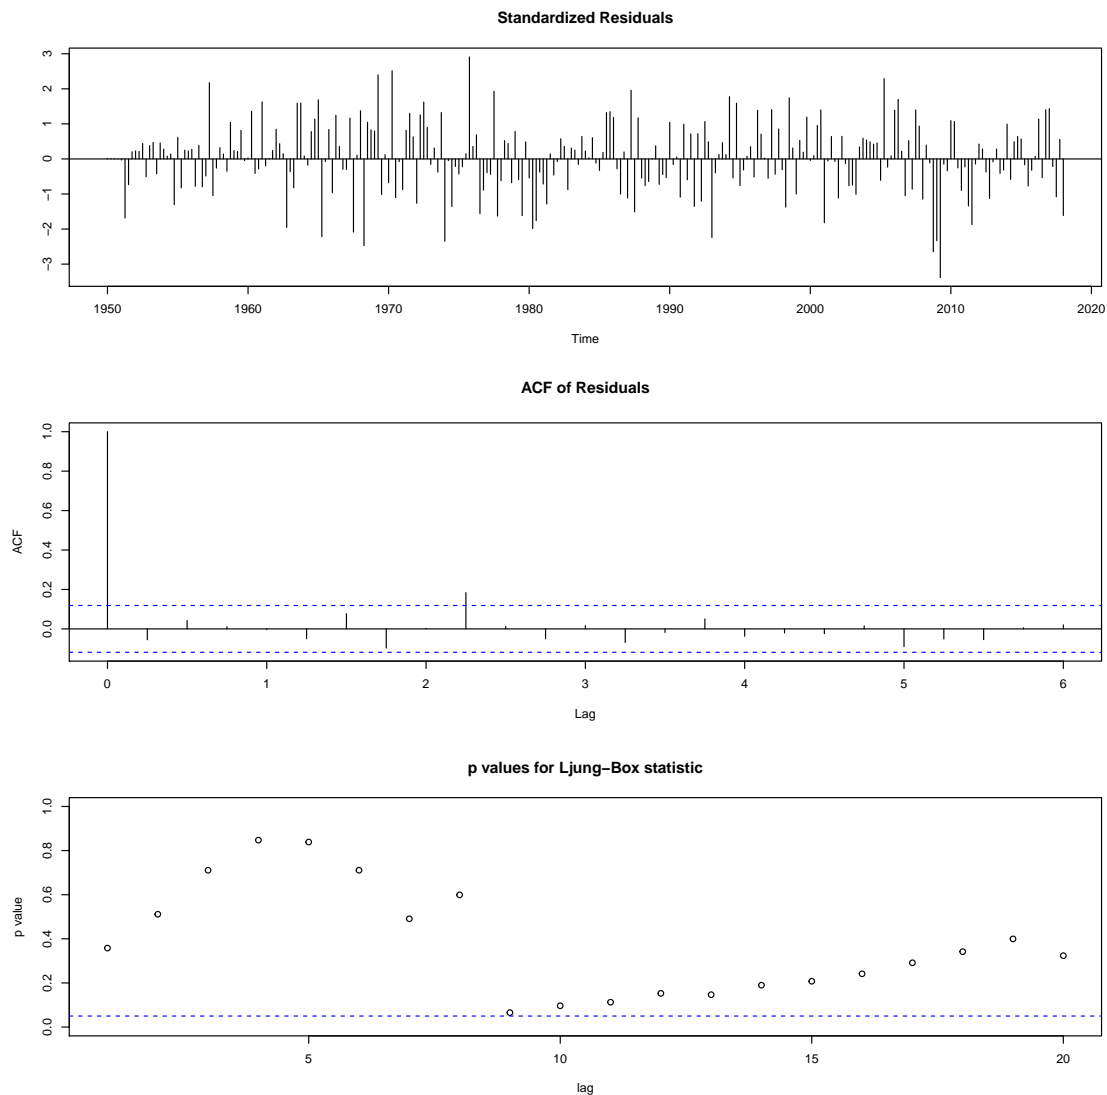 Standardized Residuals
3
2
1
0
−1
−2
−3
1950 1960 1970 1980 1990 2000 2010 2020
Time
ACF of Residuals
ACF
1.0
0.8
0.6
0.4
0.2
0.0
0 1 2 3 4 5 6
Lag
p values for Ljung−Box statistic
p value
1.0
0.8
0.6
0.4
0.2
0.0
5 10 15 20
lag